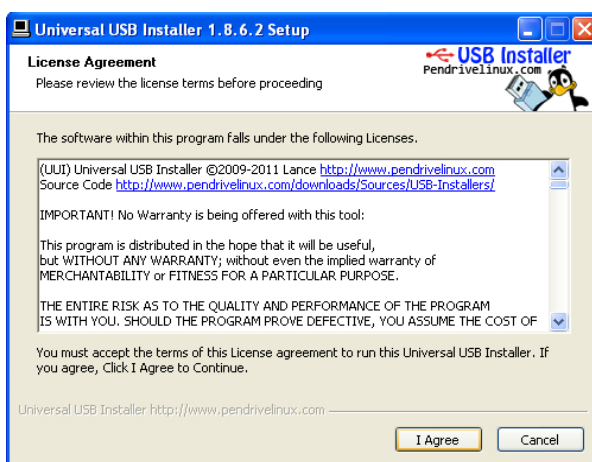 Universal USB Installer 1.8.6.2 Setup
License Agreement
Please review the license terms before proceeding
USB Installer
Pendrivelinux.com
The software within this program falls under the following Licenses.
(UUI) Universal USB Installer ©2009-2011 Lance http://www.pendrivelinux.com
Source Code http://www.pendrivelinux.com/downloads/Sources/USB-Installers/
IMPORTANT! No Warranty is being offered with this tool:
This program is distributed in the hope that it will be useful,
but WITHOUT ANY WARRANTY; without even the implied warranty of
MERCHANTABILITY or FITNESS FOR A PARTICULAR PURPOSE.
THE ENTIRE RISK AS TO THE QUALITY AND PERFORMANCE OF THE PROGRAM
IS WITH YOU. SHOULD THE PROGRAM PROVE DEFECTIVE, YOU ASSUME THE COST OF
You must accept the terms of this License agreement to run this Universal USB Installer. If
you agree, Click I Agree to Continue.
Universal USB Installer http://www.pendrivelinux.com
I Agree
Cancel